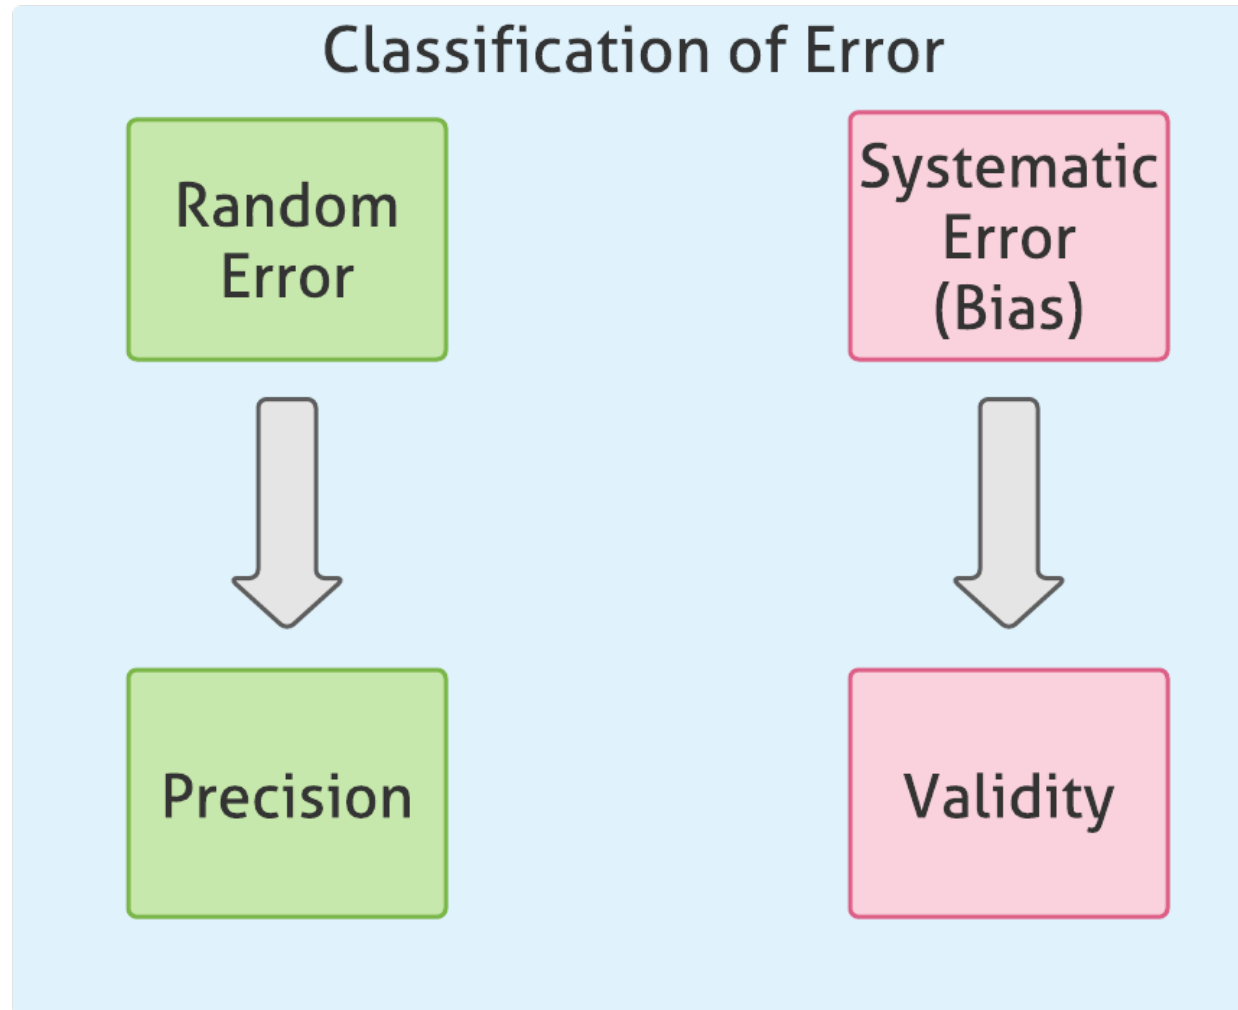 Classification of Error
Random
Error
Systematic
Error
(Bias)
Precision
Validity